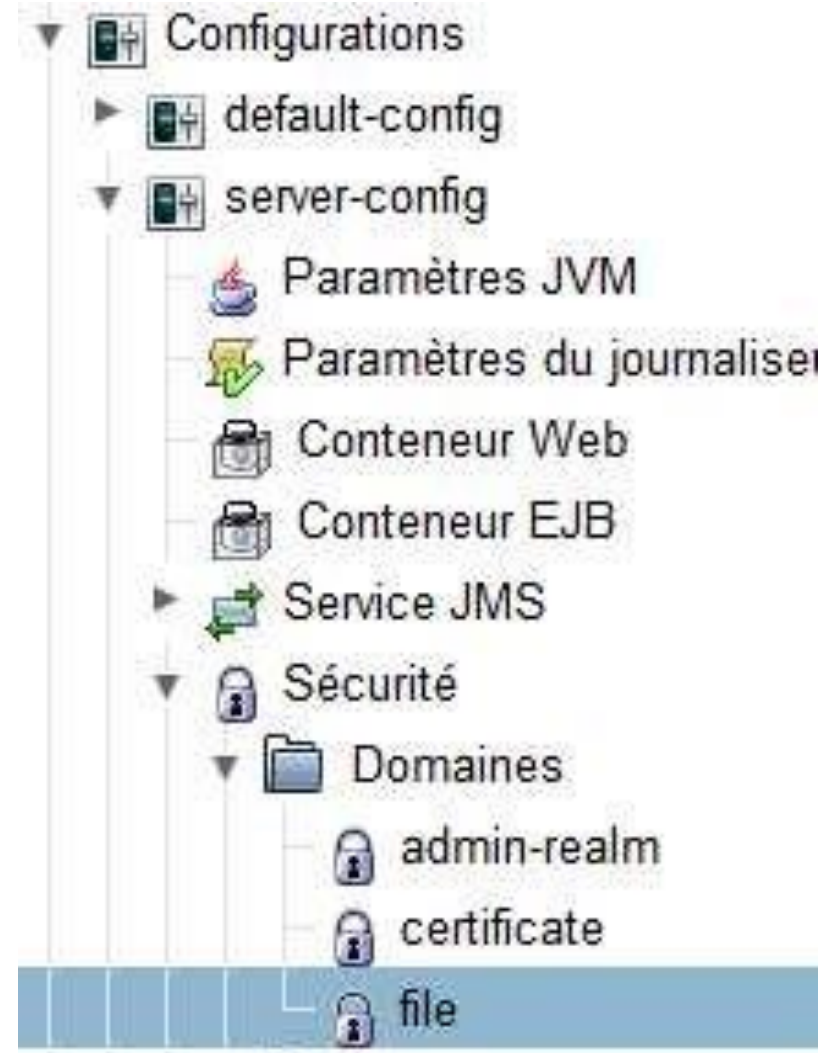 Configurations
default-config
server-config
Paramètres JVM
Paramètres du journaliseu
Conteneur Web
Conteneur EJB
Service JMS
Sécurité
Domaines
admin-realm
certificate
file